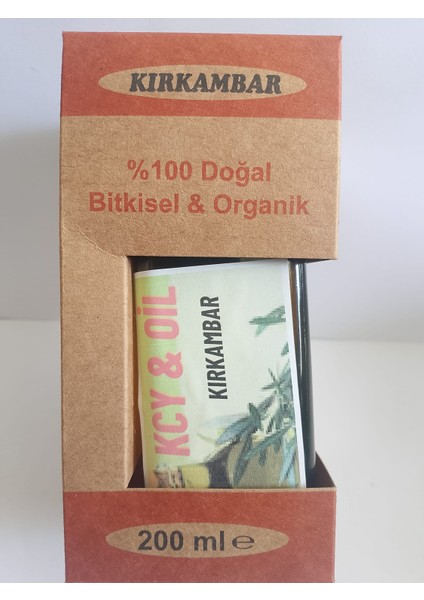 KIRKAMBAR
%100 Doğal
Bitkisel & Organik
KCY & OİL
KIRKAMBAR
200 ml ℮